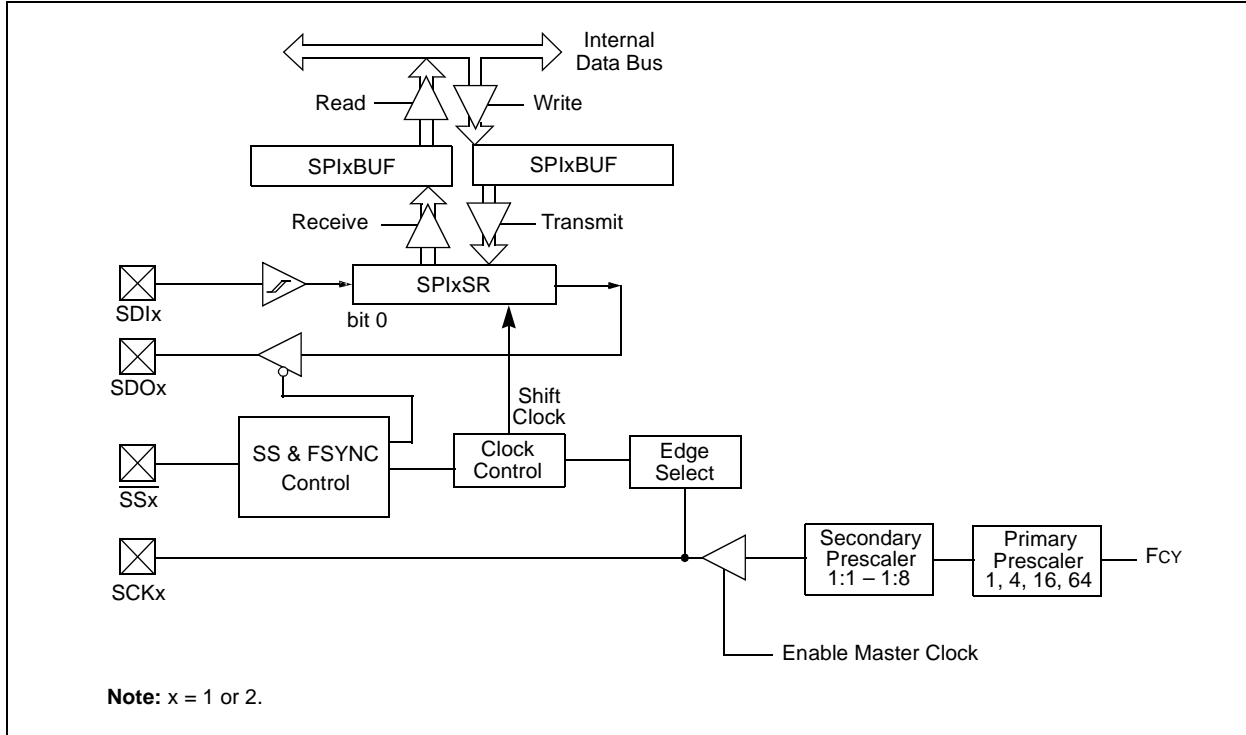 Internal
Data Bus
Read
Write
SPIxBUF
SPIxBUF
Receive
Transmit
SPIxSR
SDIx
bit 0
SDOx
Shift
Clock
SS & FSYNC
Control
Clock
Control
Edge
Select
SSx
Secondary
Prescaler
1:1 – 1:8
Primary
Prescaler
1, 4, 16, 64
FCY
SCKx
Enable Master Clock
Note: x = 1 or 2.